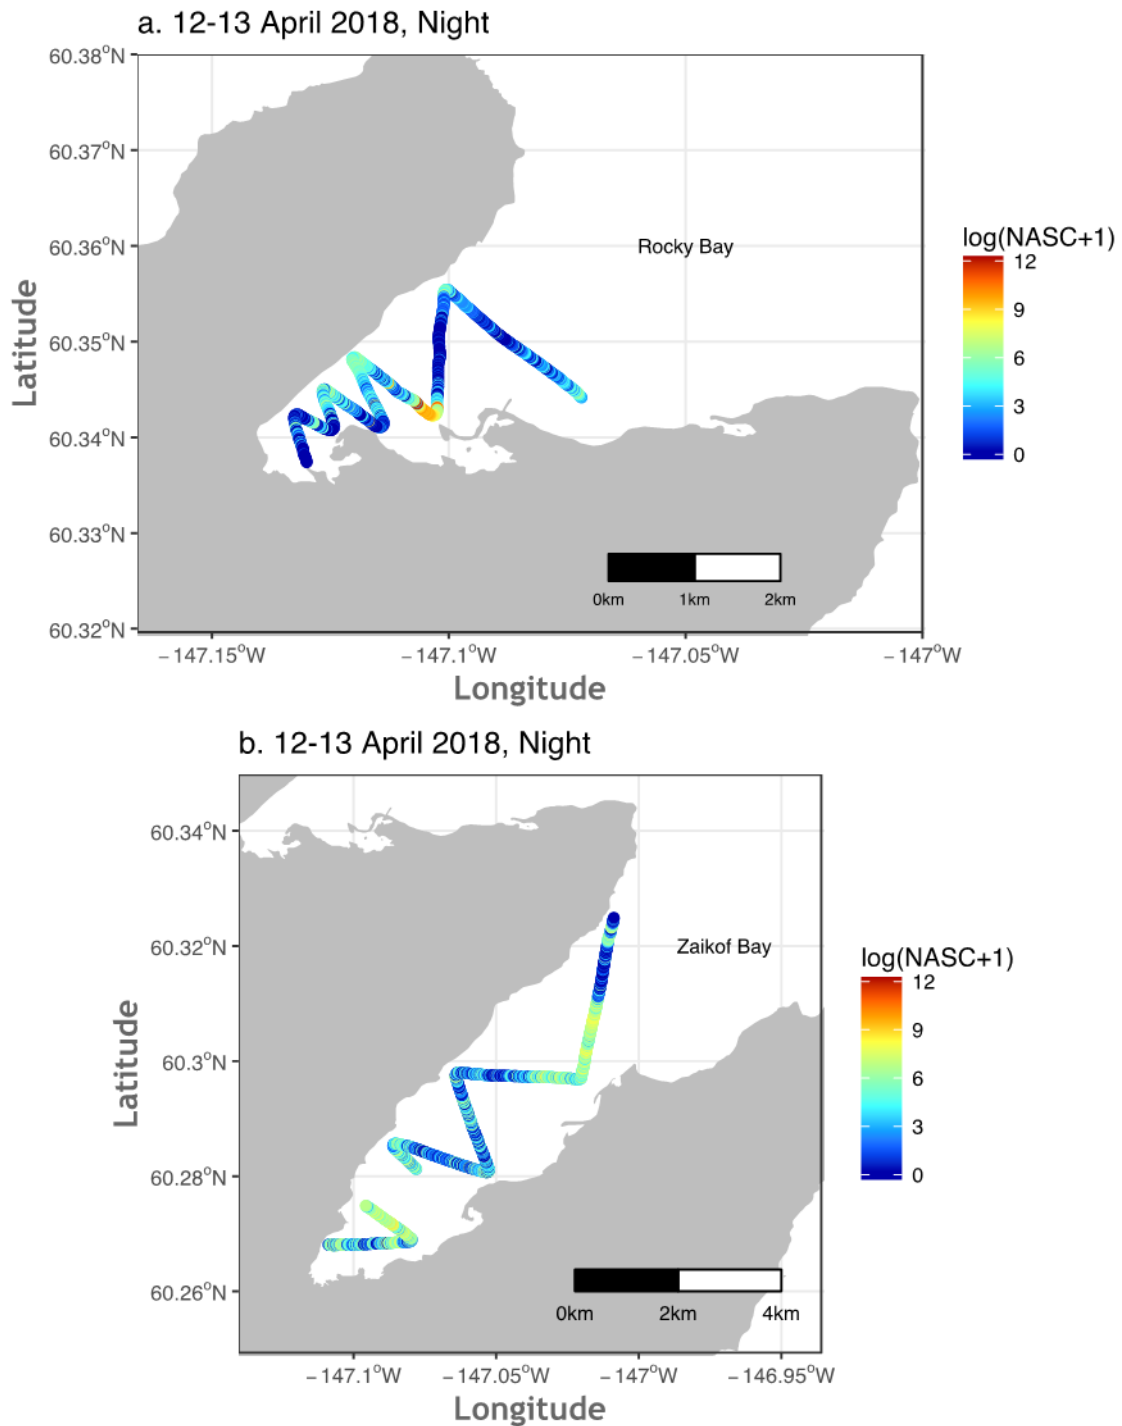 a. 12-13 April 2018, Night
60.38°N
60.37°N
60.36°N
60.35°N
60.34°N
60.33°N
60.32°N
Latitude
Rocky Bay
log(NASC+1)
12
9
6
3
0
0km 1km 2km
−147.15°W −147.1°W −147.05°W −147°W
Longitude
b. 12-13 April 2018, Night
60.34°N
60.32°N
60.3°N
60.28°N
60.26°N
Latitude
Zaikof Bay
log(NASC+1)
12
9
6
3
0
0km 2km 4km
−147.1°W −147.05°W −147°W −146.95°W
Longitude